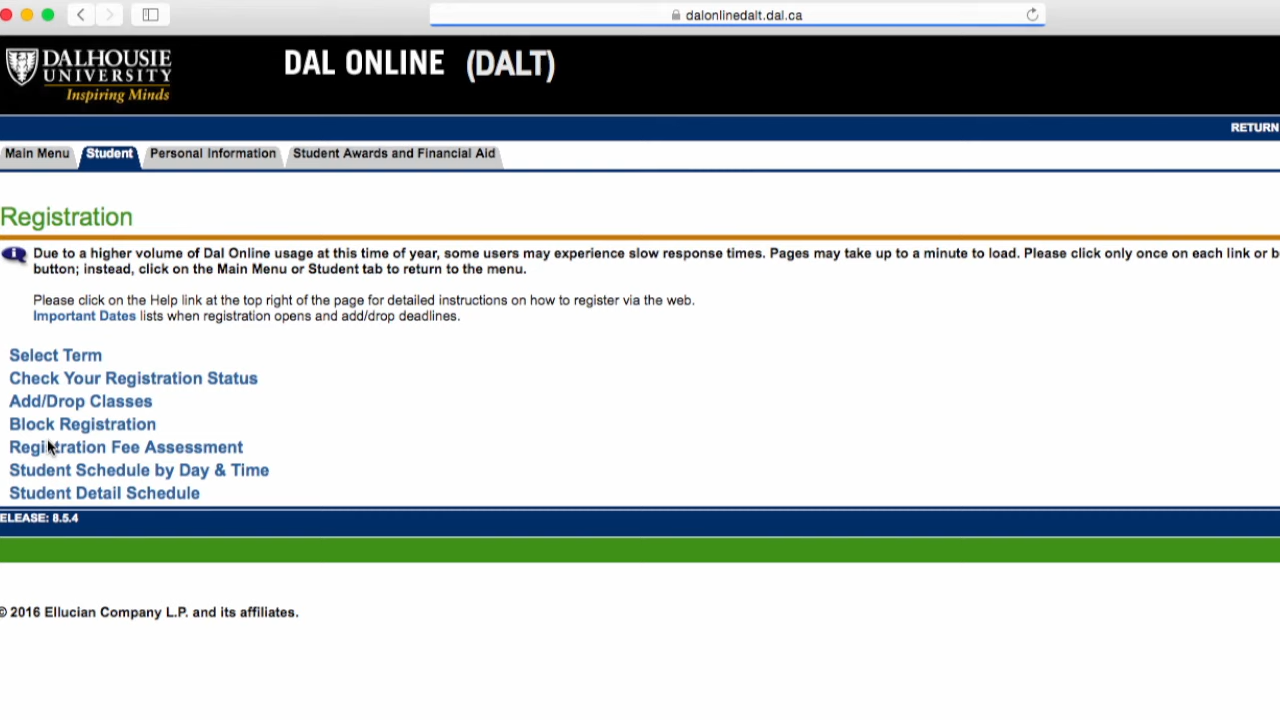 dalonlinedalt.dal.ca
DALHOUSIE
UNIVERSITY
Inspiring Minds
DAL ONLINE (DALT)
RETURN
Main Menu Student Personal Information Student Awards and Financial Aid
Registration
Due to a higher volume of Dal Online usage at this time of year, some users may experience slow response times. Pages may take up to a minute to load. Please click only once on each link or b
button; instead, click on the Main Menu or Student tab to return to the menu.
Please click on the Help link at the top right of the page for detailed instructions on how to register via the web.
Important Dates lists when registration opens and add/drop deadlines.
Select Term
Check Your Registration Status
Add/Drop Classes
Block Registration
Registration Fee Assessment
Student Schedule by Day & Time
Student Detail Schedule
ELEASE: 8.5.4
© 2016 Ellucian Company L.P. and its affiliates.